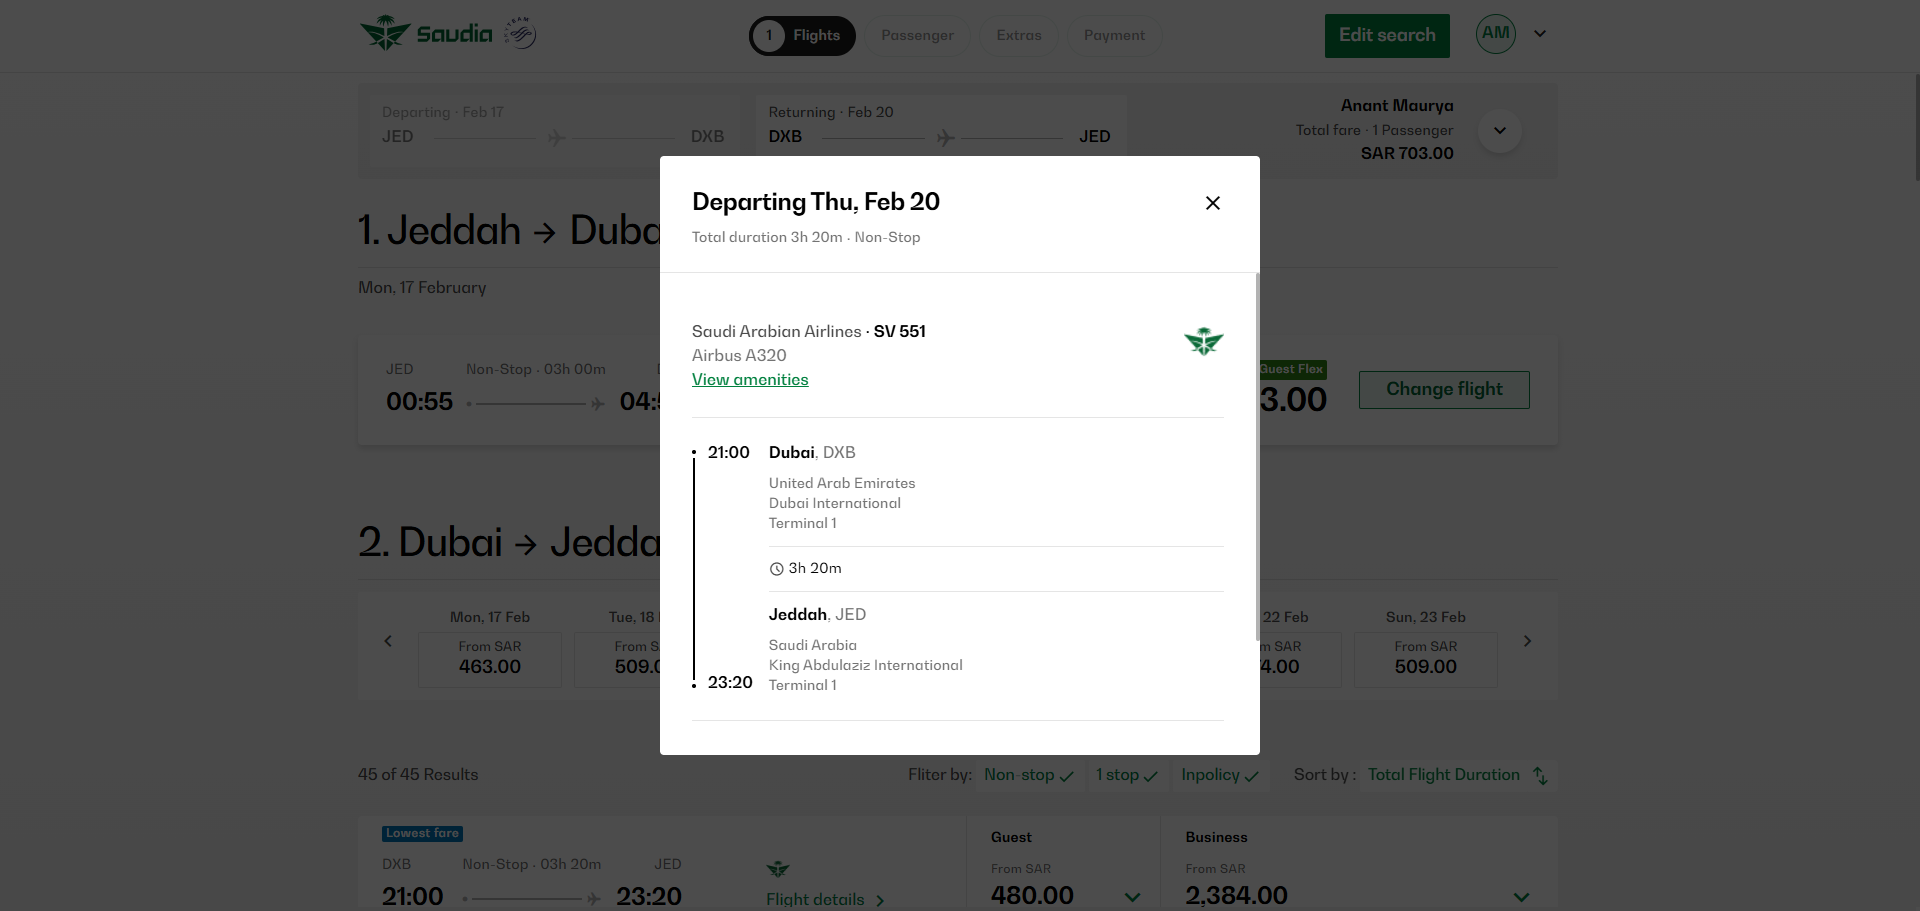 Saudia
SKYTEAM
1 Flights
Passenger
Extras
Payment
Edit search
AM
Departing · Feb 17
JED
DXB
Returning · Feb 20
DXB
JED
Anant Maurya
Total fare · 1 Passenger
SAR 703.00
1. Jeddah → Duba
Mon, 17 February
JED
Non-Stop · 03h 00m
00:55
04:
Guest Flex
3.00
Change flight
Departing Thu, Feb 20
Total duration 3h 20m · Non-Stop
Saudi Arabian Airlines · SV 551
Airbus A320
View amenities
21:00
Dubai, DXB
United Arab Emirates
Dubai International
Terminal 1
3h 20m
Jeddah, JED
Saudi Arabia
King Abdulaziz International
23:20
Terminal 1
2. Dubai → Jedda
Mon, 17 Feb
From SAR
463.00
Tue, 18
From S
509.
22 Feb
m SAR
4.00
Sun, 23 Feb
From SAR
509.00
45 of 45 Results
Fliter by:
Non-stop
1 stop
Inpolicy
Sort by :
Total Flight Duration
Lowest fare
DXB
Non-Stop · 03h 20m
JED
21:00
23:20
Flight details
Guest
From SAR
480.00
Business
From SAR
2,384.00